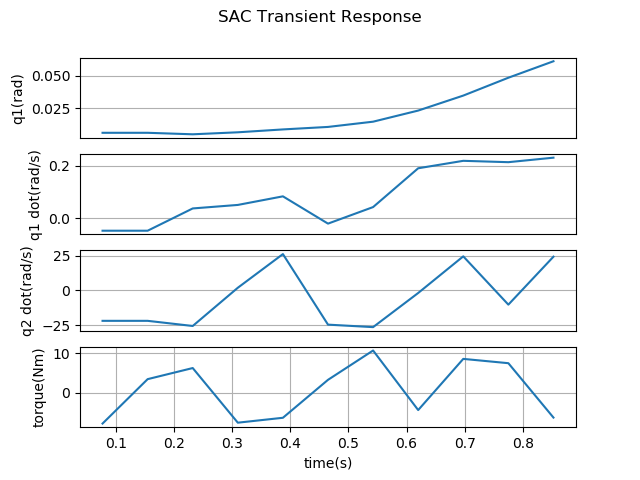 SAC Transient Response
q1(rad)
0.050
0.025
q1 dot(rad/s)
0.2
0.0
q2 dot(rad/s)
25
0
−25
torque(Nm)
10
0
0.1 0.2 0.3 0.4 0.5 0.6 0.7 0.8
time(s)